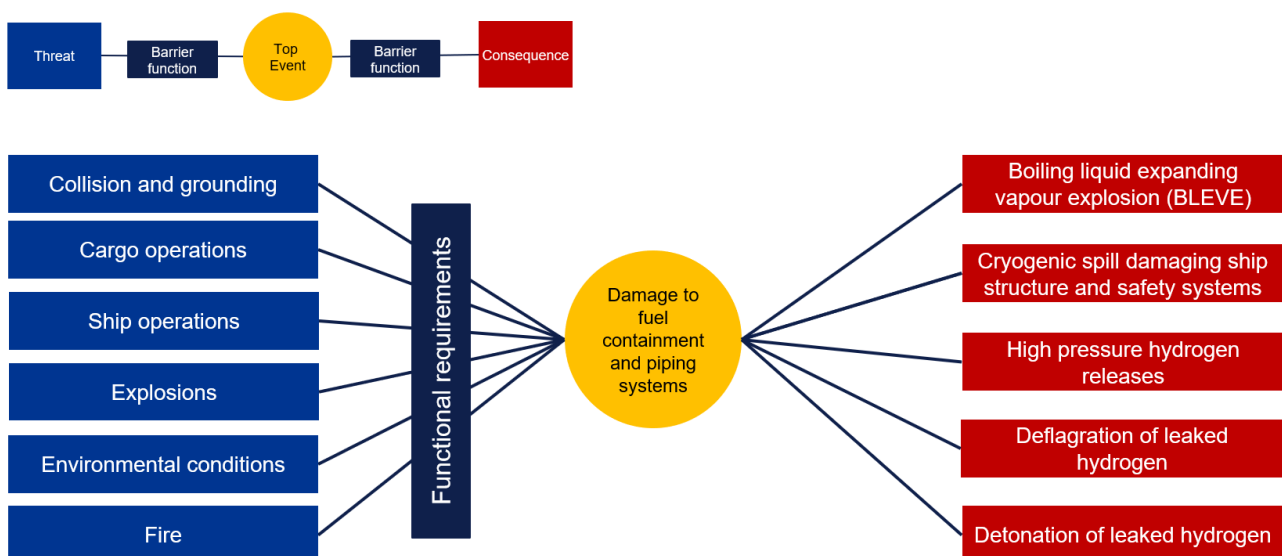 Threat
Barrier
function
Top
Event
Barrier
function
Consequence
Collision and grounding
Cargo operations
Ship operations
Explosions
Environmental conditions
Fire
Functional requirements
Damage to
fuel
containment
and piping
systems
Boiling liquid expanding
vapour explosion (BLEVE)
Cryogenic spill damaging ship
structure and safety systems
High pressure hydrogen
releases
Deflagration of leaked
hydrogen
Detonation of leaked hydrogen